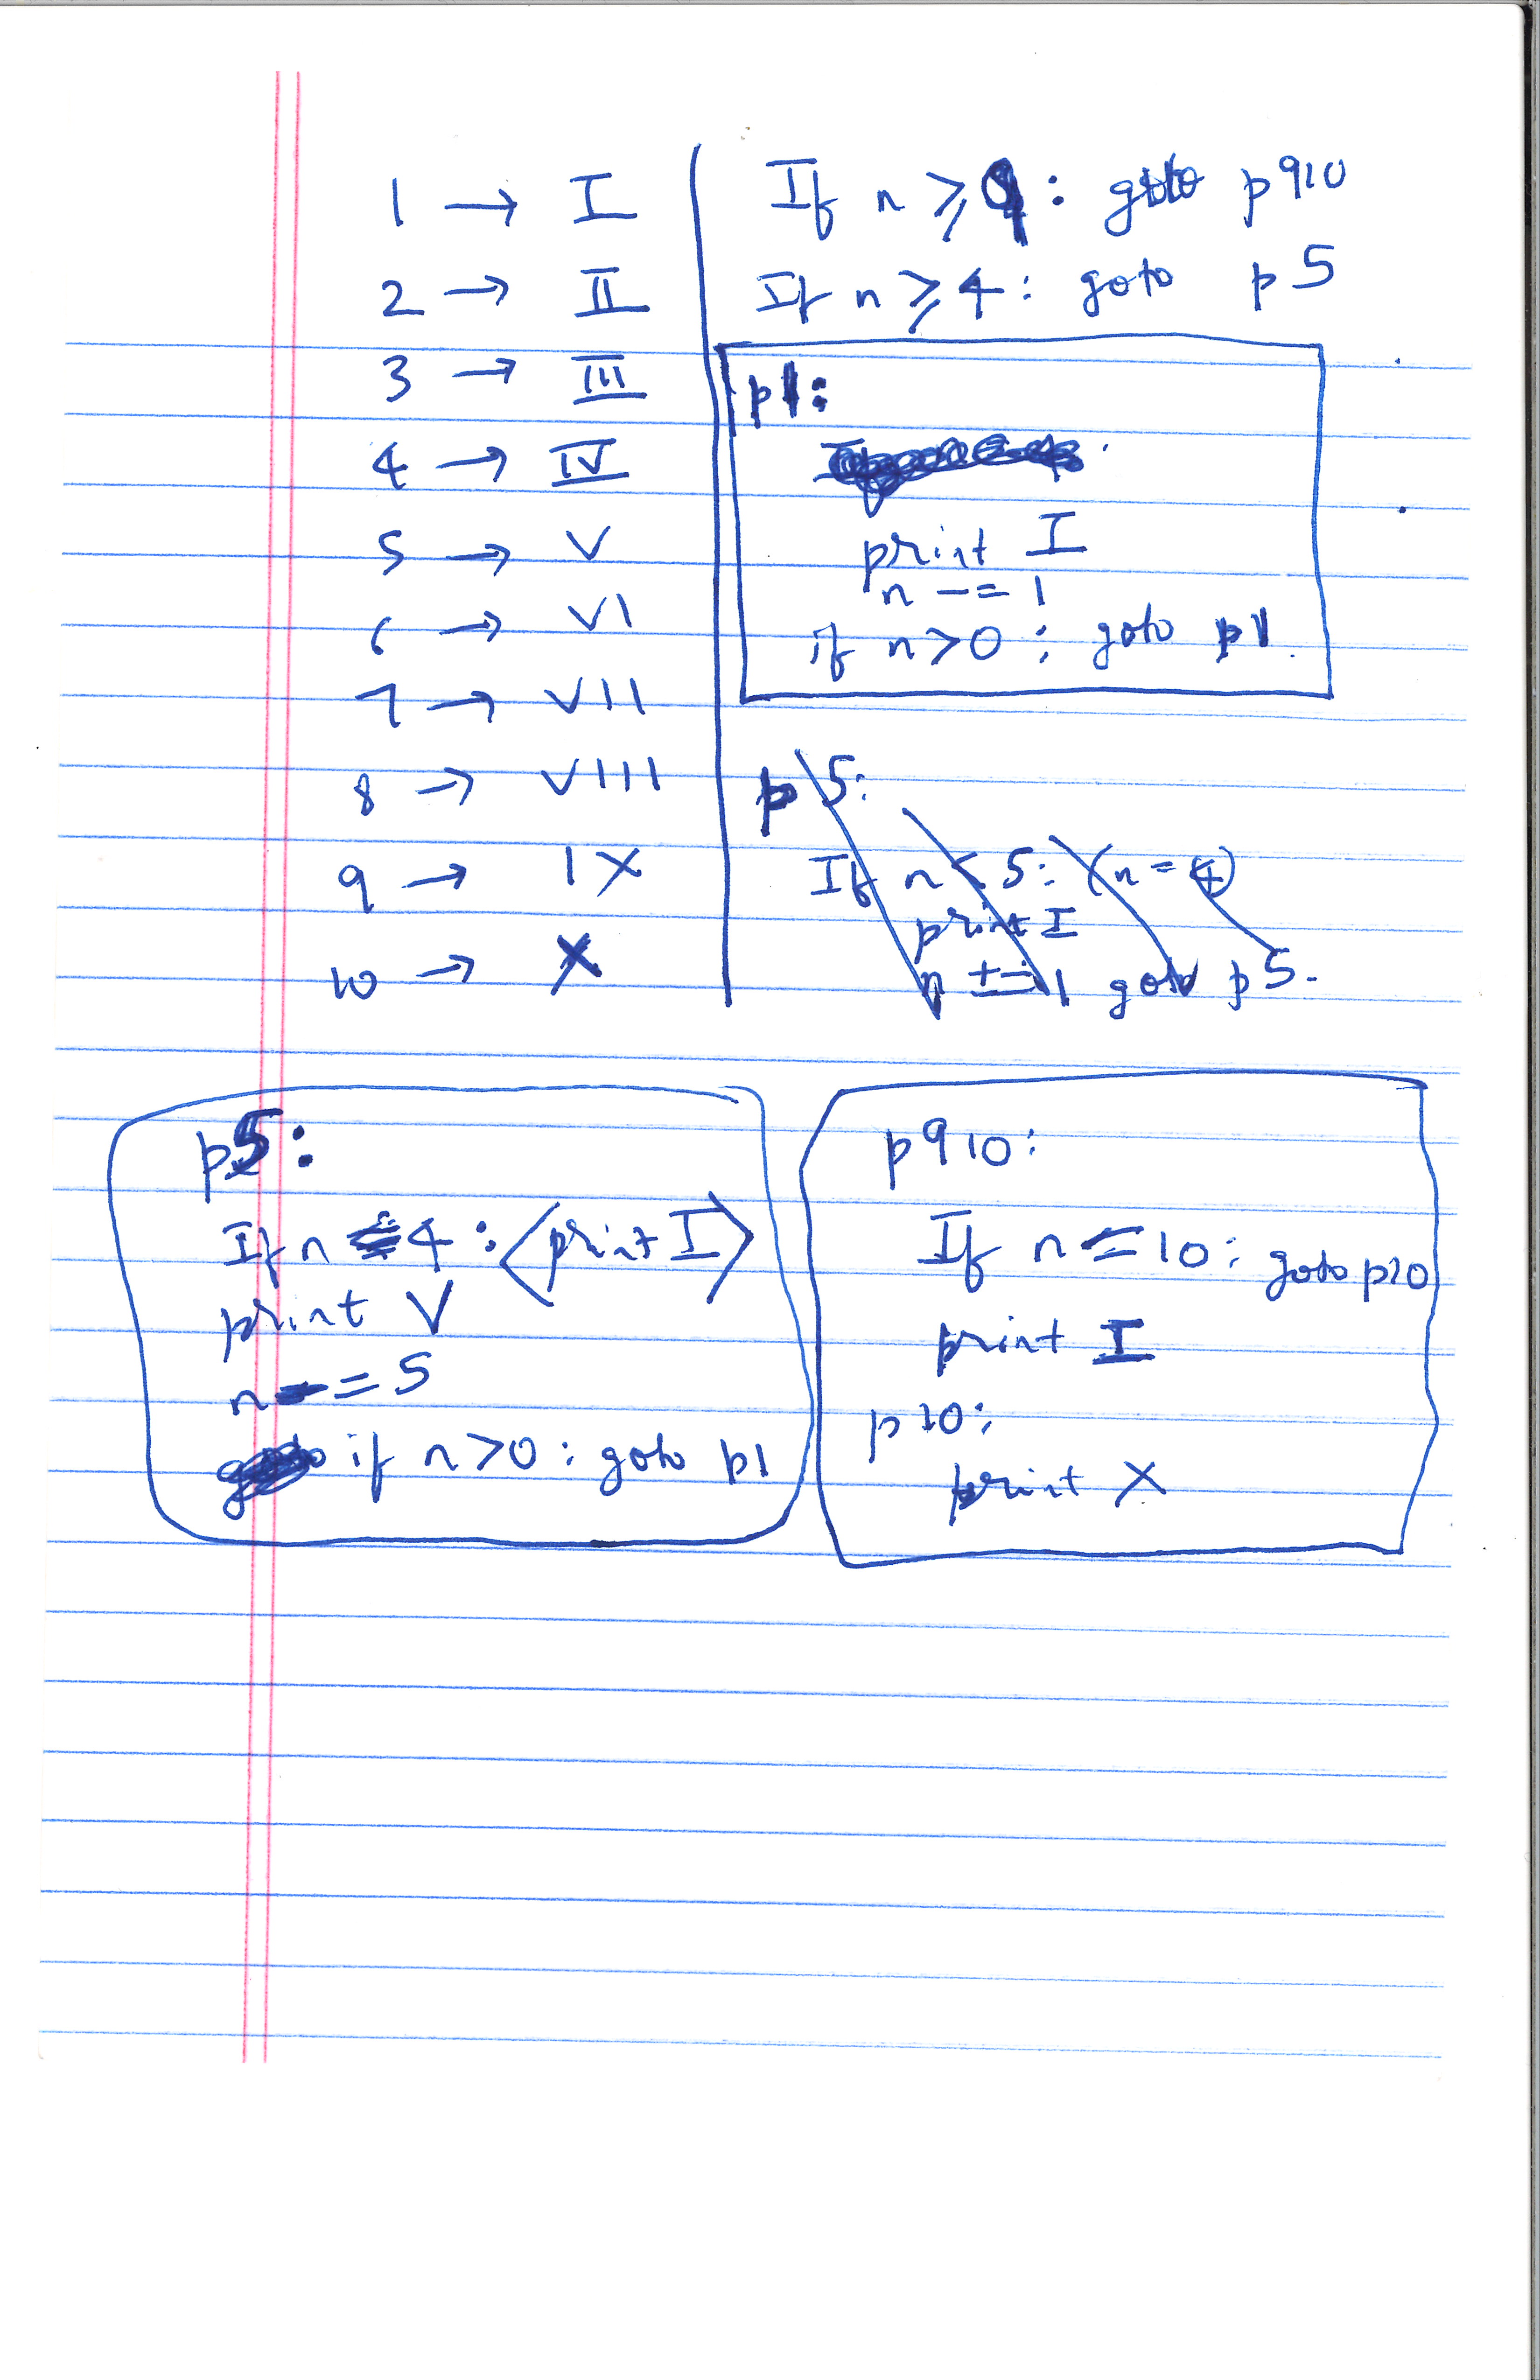 1 → I
2 → II
3 → III
4 → IV
5 → V
6 → VI
7 → VII
8 → VIII
9 → IX
10 → X
If n ≥ 9 : goto p910
If n ≥ 4 : goto p5
p1:
print I
n -= 1
if n > 0 : goto p1.
p5:
If n < 5: (n = 4)
print I
n += 1 goto p5.
p5:
If n = 4 : <print I>
print V
n -= 5
if n > 0 : goto p1
p910:
If n = 10 : goto p10
print I
p10:
print X